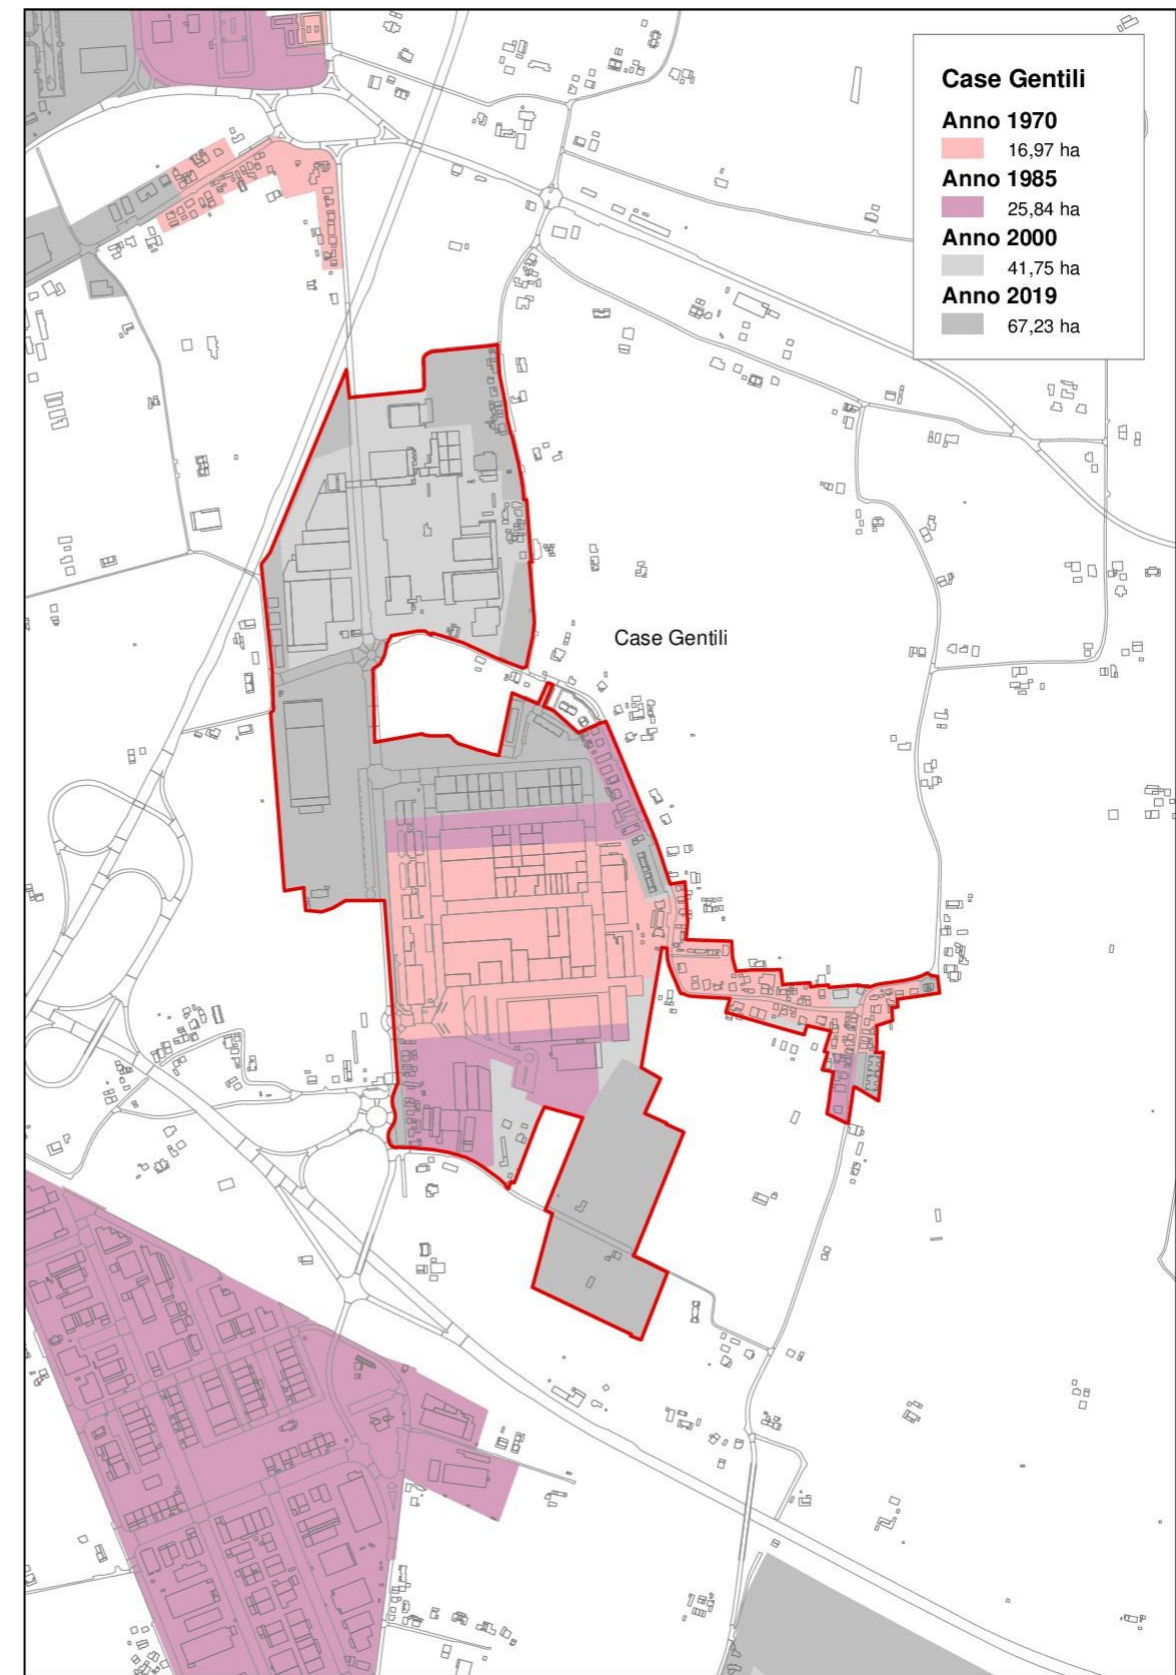 Case Gentili
Anno 1970
16,97 ha
Anno 1985
25,84 ha
Anno 2000
41,75 ha
Anno 2019
67,23 ha
Case Gentili